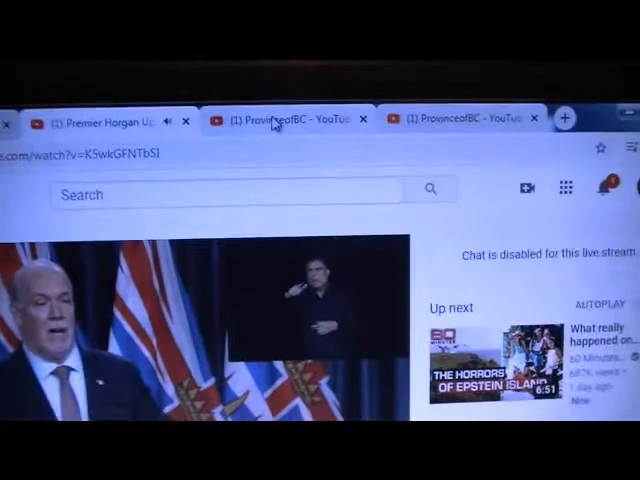 (1) Premier Horgan Up
(1) ProvinceofBC - YouTub
(1) ProvinceofBC - YouTub
s.com/watch?v=K5wkGFNTbSI
Search
Chat is disabled for this live stream.
Up next
AUTOPLAY
60
MINUTES
THE HORRORS
OF EPSTEIN ISLAND
6:51
What really
happened on...
60 Minutes
687K views •
1 day ago
New